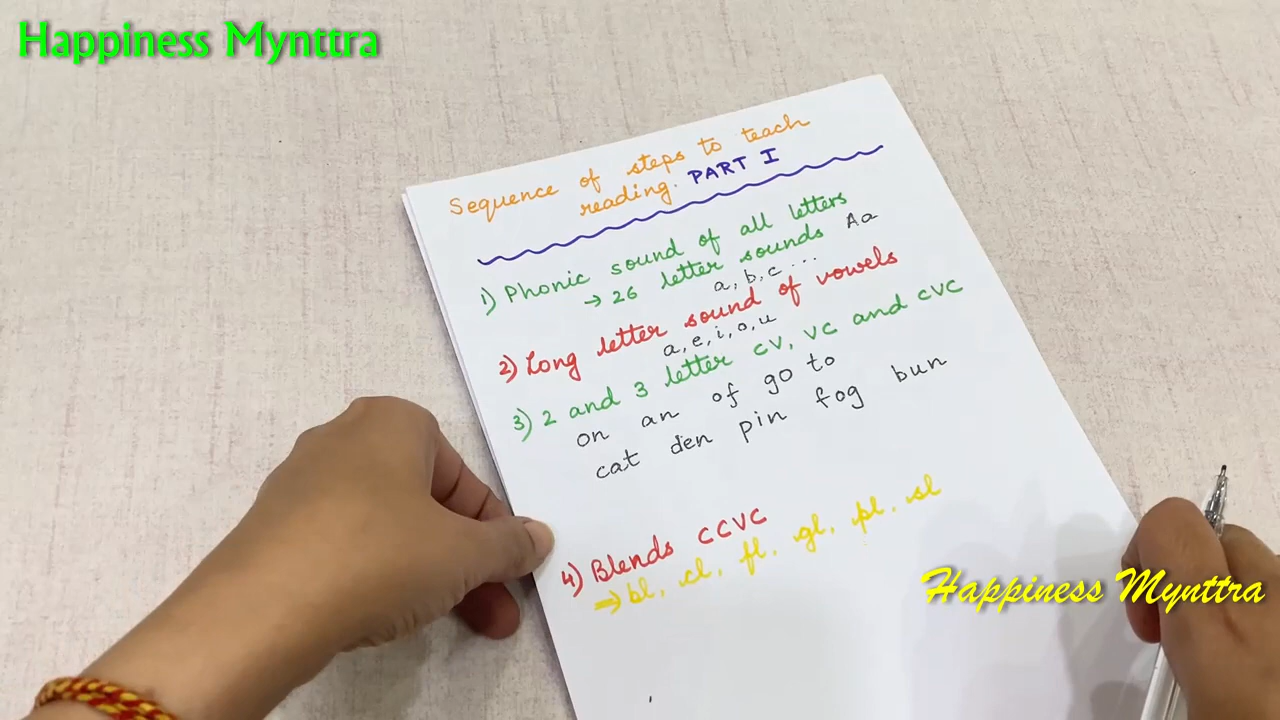 Happiness Mynttra
Sequence of steps to teach
reading. PART I
1) Phonic sound of all letters
→ 26 letter sounds Aa
a, b, c ...
2) Long letter sound of vowels
a, e, i, o, u
3) 2 and 3 letter CV, VC and CVC
on an of go to
cat den pin fog bun
4) Blends CCVC
→ bl, cl, fl, gl, pl, sl
Happiness Mynttra